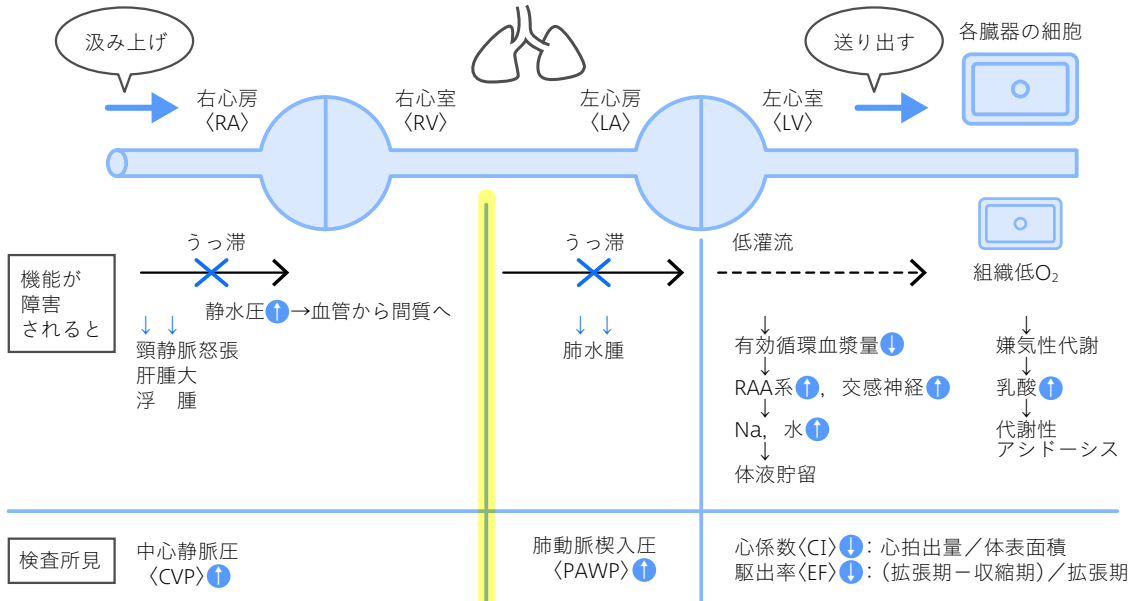 汲み上げ
送り出す
各臓器の細胞
右心房
〈RA〉
右心室
〈RV〉
左心房
〈LA〉
左心室
〈LV〉
機能が
障害
されると
うっ滞
静水圧↑→血管から間質へ
↓ ↓
頸静脈怒張
肝腫大
浮　腫
うっ滞
↓ ↓
肺水腫
低灌流
↓
有効循環血漿量↓
↓
RAA系↑，交感神経↑
↓
Na，水↑
↓
体液貯留
組織低O₂
↓
嫌気性代謝
↓
乳酸↑
↓
代謝性
アシドーシス
検査所見
中心静脈圧
〈CVP〉↑
肺動脈楔入圧
〈PAWP〉↑
心係数〈CI〉↓：心拍出量／体表面積
駆出率〈EF〉↓：(拡張期－収縮期)／拡張期